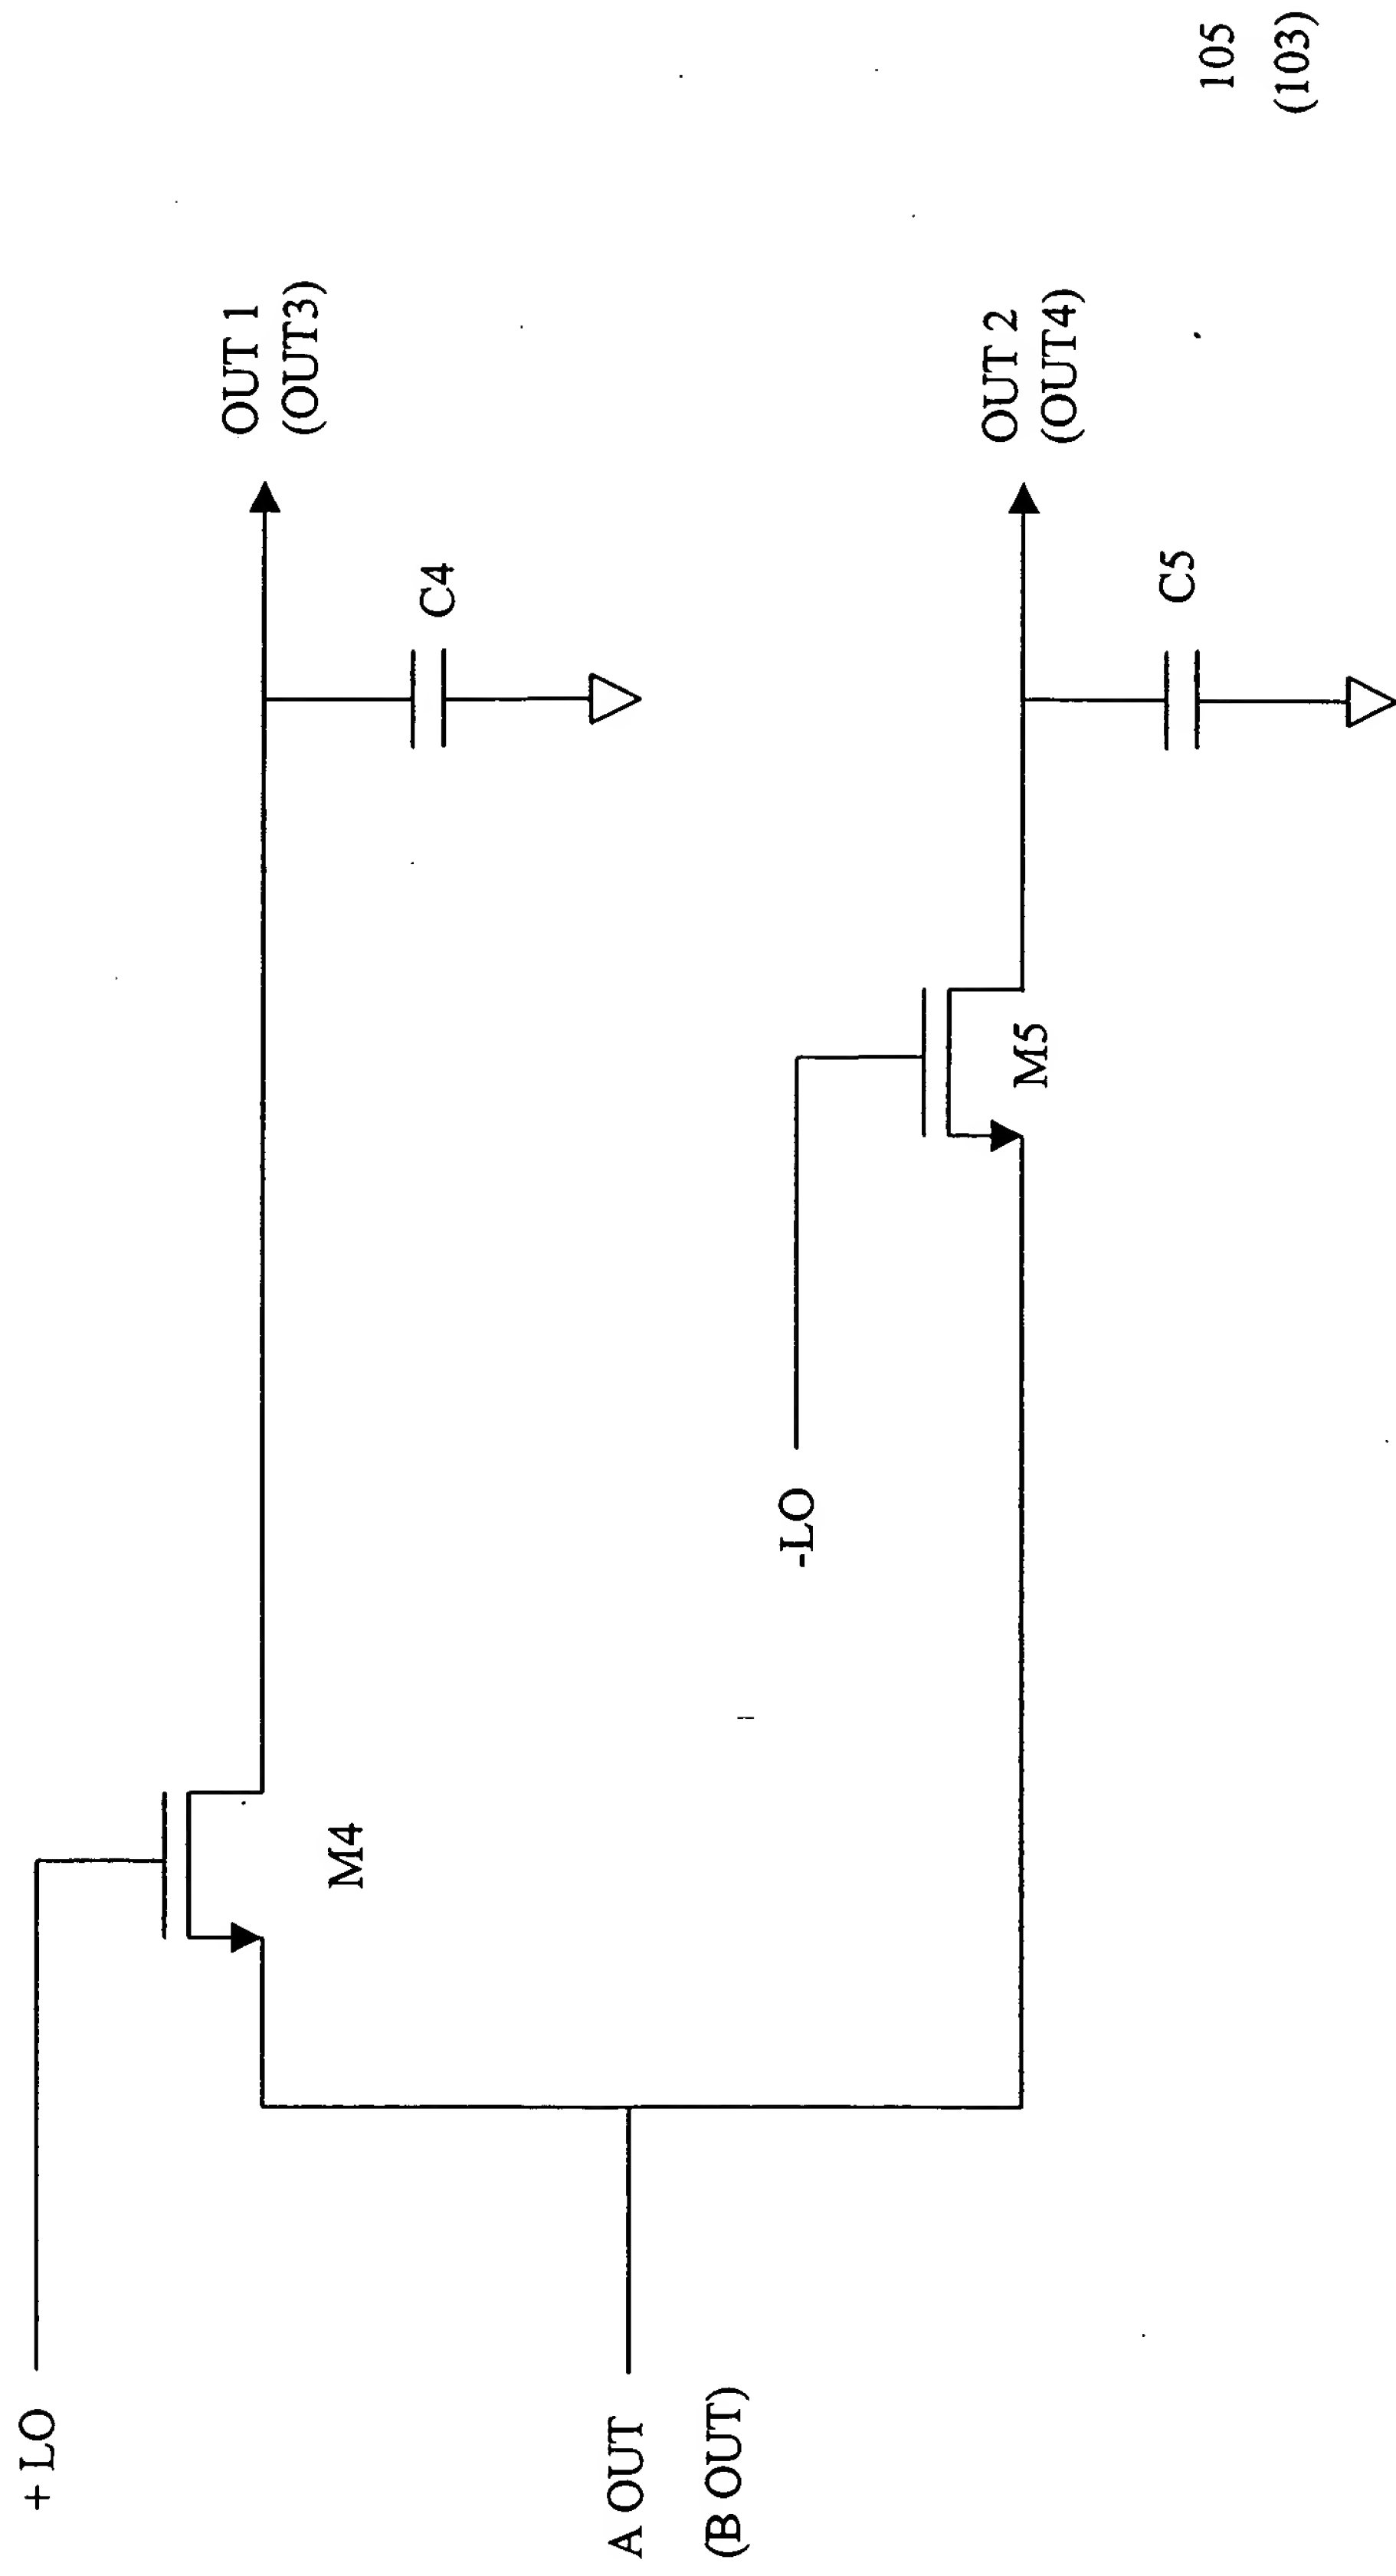 + LO
M4
OUT 1
(OUT3)
C4
A OUT
(B OUT)
-LO
M5
OUT 2
(OUT4)
C5
105
(103)